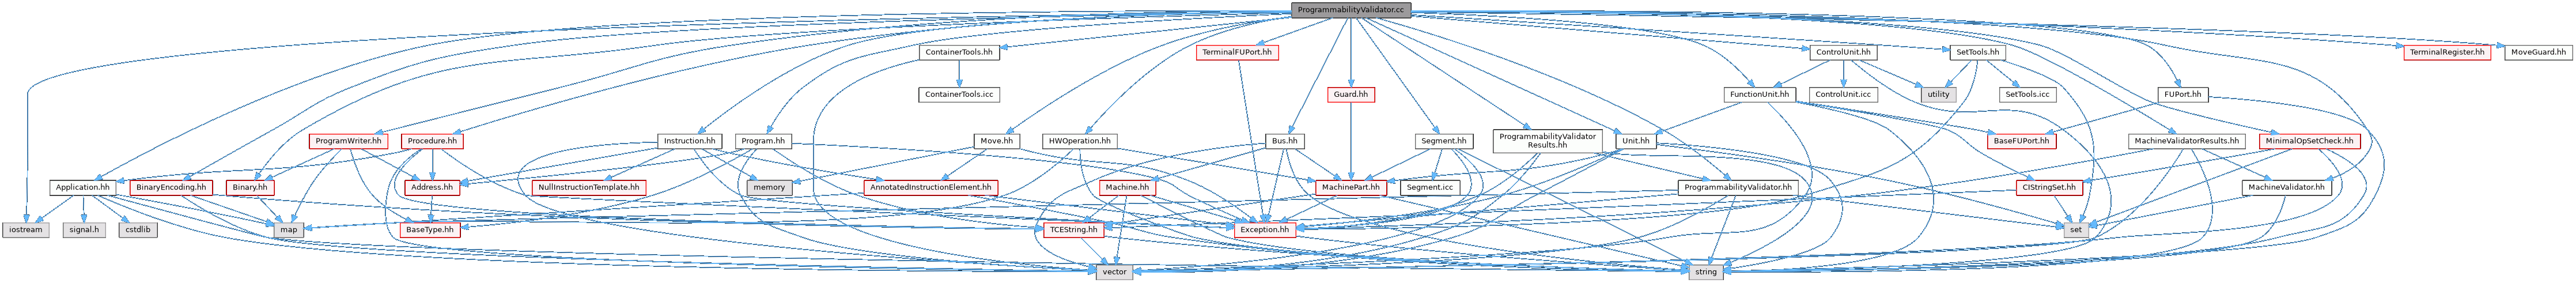 ProgrammabilityValidator.cc
ContainerTools.hh
TerminalFUPort.hh
ControlUnit.hh
SetTools.hh
TerminalRegister.hh
MoveGuard.hh
ContainerTools.icc
Guard.hh
FunctionUnit.hh
ControlUnit.icc
utility
SetTools.icc
FUPort.hh
ProgramWriter.hh
Procedure.hh
Instruction.hh
Program.hh
Move.hh
HWOperation.hh
Bus.hh
Segment.hh
ProgrammabilityValidator
Results.hh
Unit.hh
BaseFUPort.hh
MachineValidatorResults.hh
MinimalOpSetCheck.hh
Application.hh
BinaryEncoding.hh
Binary.hh
Address.hh
NullInstructionTemplate.hh
memory
AnnotatedInstructionElement.hh
Machine.hh
MachinePart.hh
Segment.icc
ProgrammabilityValidator.hh
CIStringSet.hh
MachineValidator.hh
iostream
signal.h
cstdlib
map
BaseType.hh
TCEString.hh
Exception.hh
set
vector
string